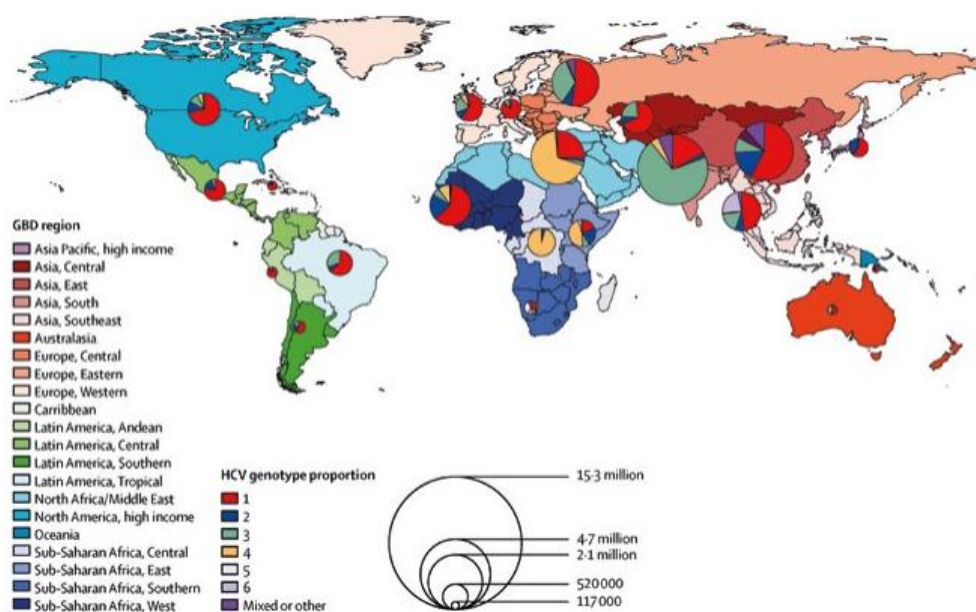 GBD region
Asia Pacific, high income
Asia, Central
Asia, East
Asia, South
Asia, Southeast
Australasia
Europe, Central
Europe, Eastern
Europe, Western
Carribbean
Latin America, Andean
Latin America, Central
Latin America, Southern
Latin America, Tropical
North Africa/Middle East
North America, high income
Oceania
Sub-Saharan Africa, Central
Sub-Saharan Africa, East
Sub-Saharan Africa, Southern
Sub-Saharan Africa, West
HCV genotype proportion
1
2
3
4
5
6
Mixed or other
15·3 million
4·7 million
2·1 million
520 000
117 000